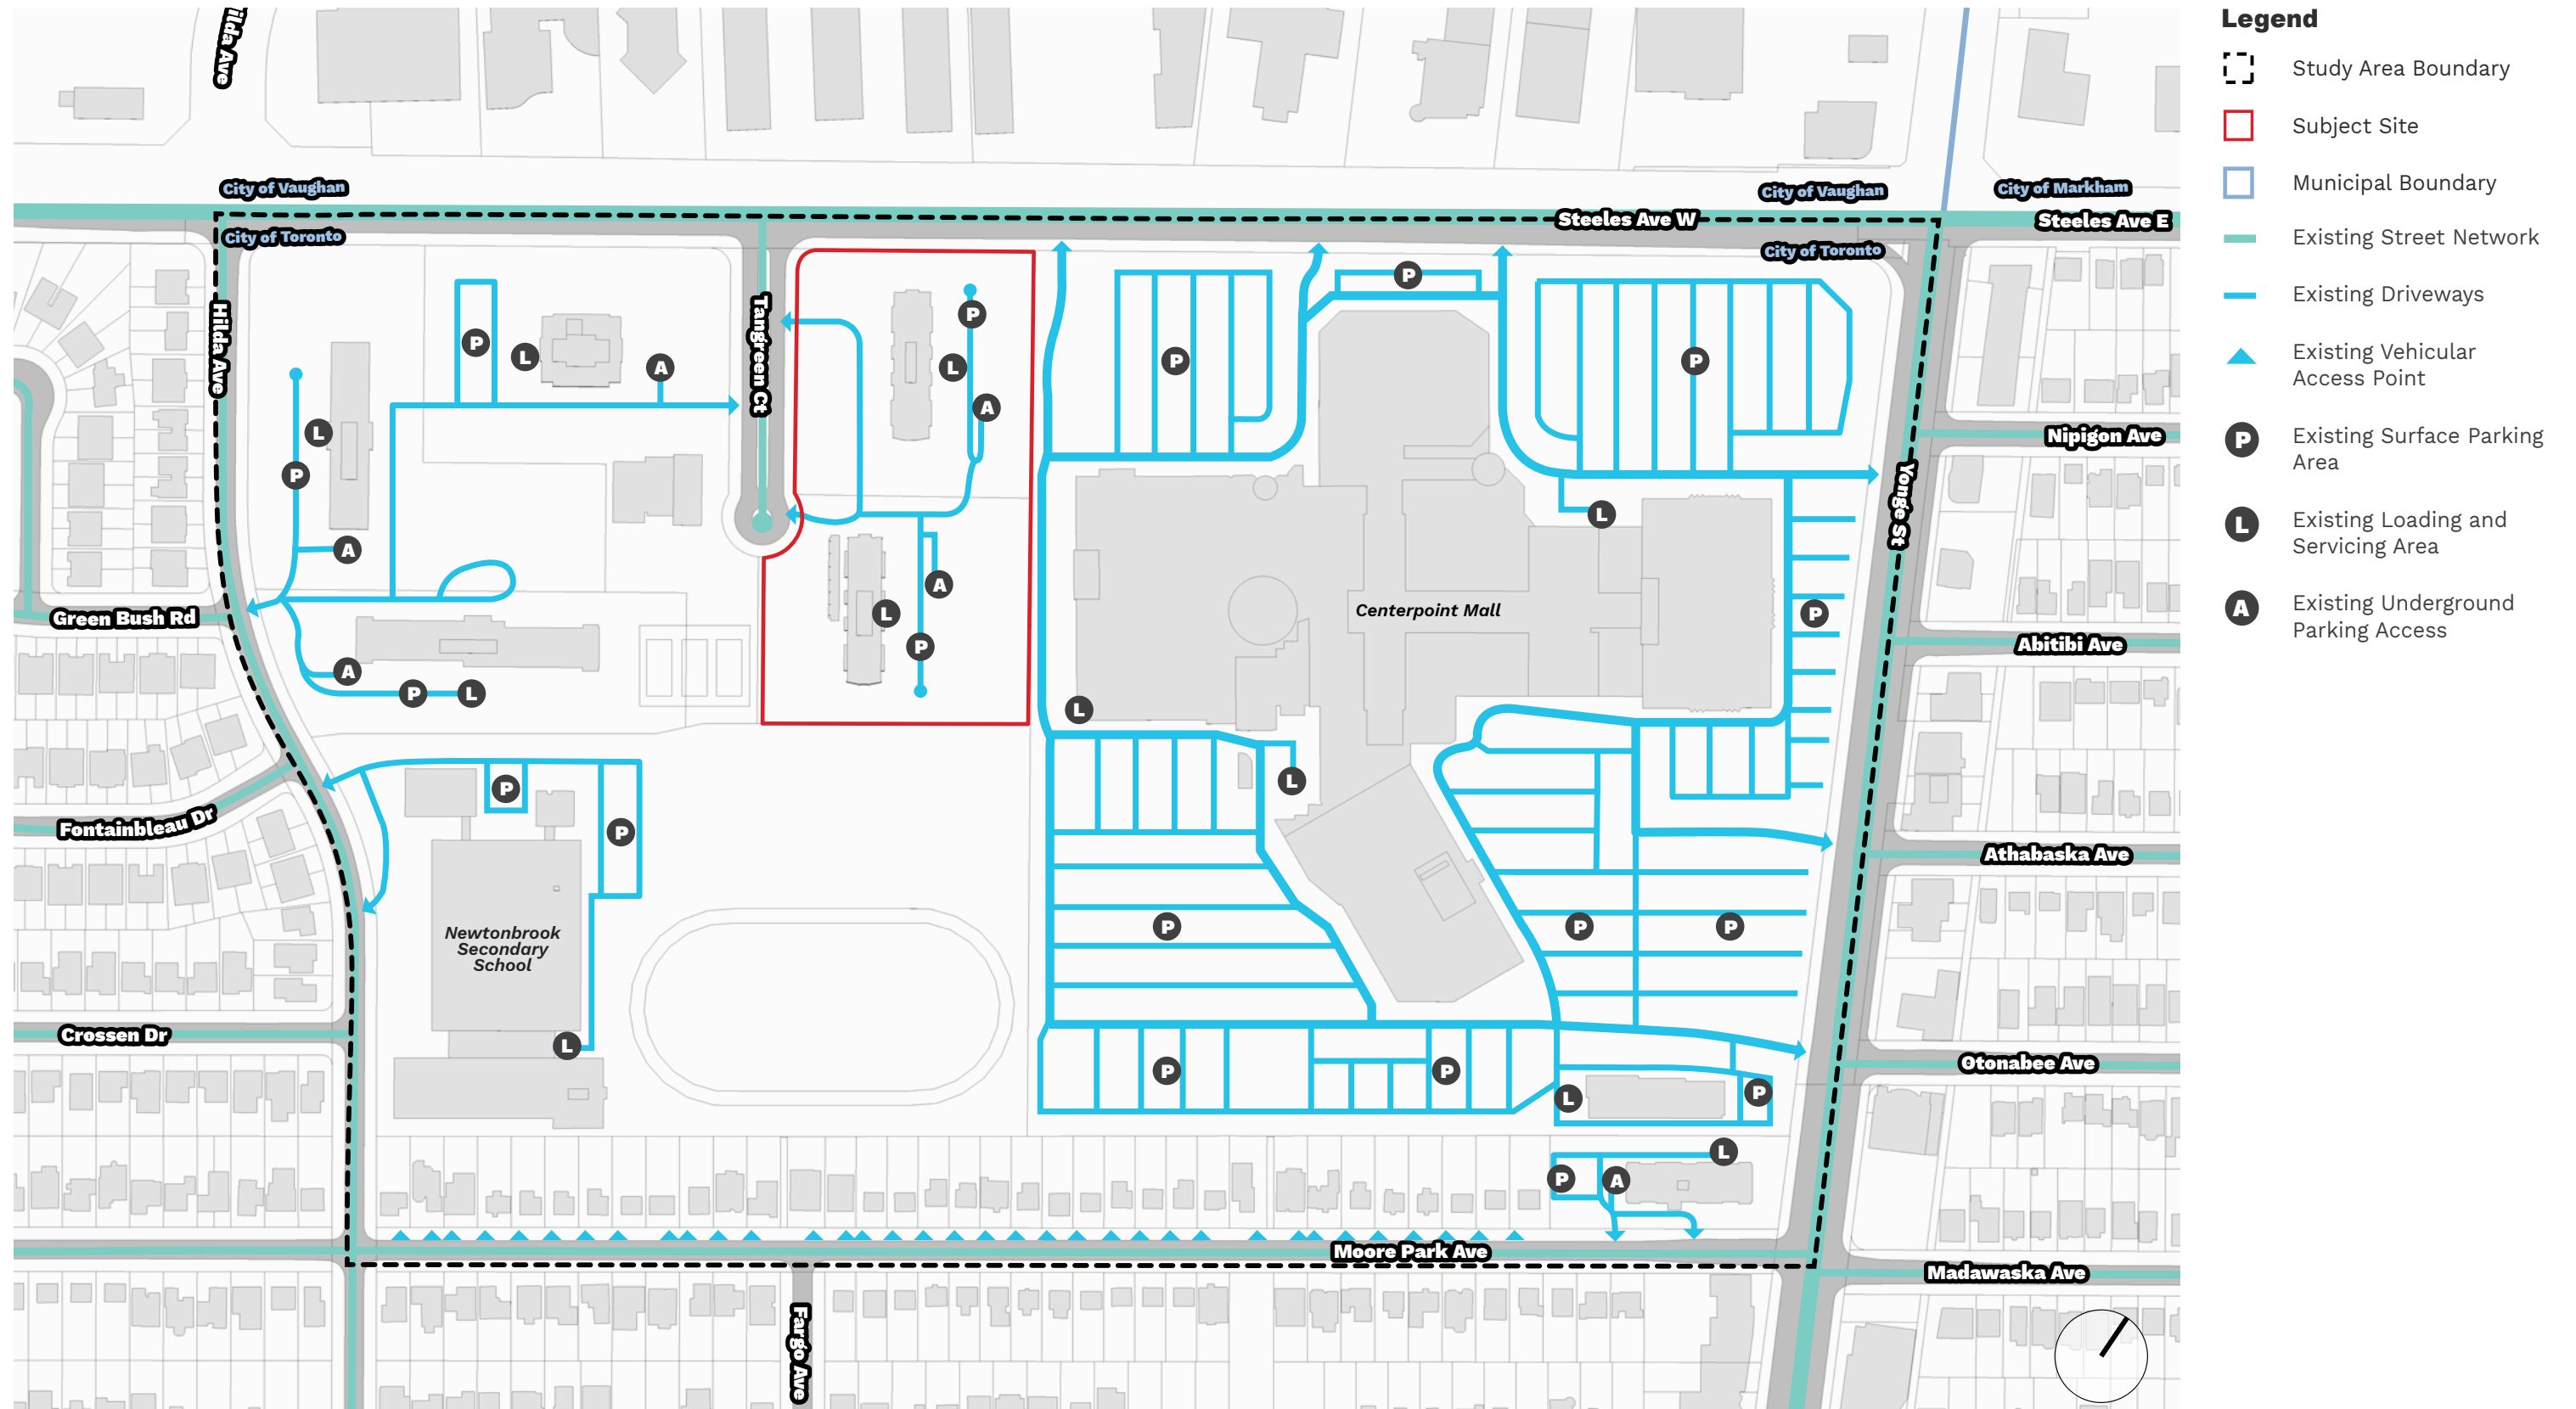 ilda Ave
City of Vaughan
City of Vaughan
City of Markham
Steeles Ave W
Steeles Ave E
City of Toronto
City of Toronto
Hilda Ave
Tangreen Ct
P
P
P
L
A
P
L
A
P
P
L
P
A
L
A
P
L
Nipigon Ave
Yonge St
L
A
L
P
Centerpoint Mall
P
Green Bush Rd
Abitibi Ave
L
L
P
P
Fontainbleau Dr
Athabaska Ave
Newtonbrook
Secondary
School
P
P
P
L
Crossen Dr
P
P
Otonabee Ave
L
P
L
P
A
Moore Park Ave
Madawaska Ave
Fargo Ave
Legend
Study Area Boundary
Subject Site
Municipal Boundary
Existing Street Network
Existing Driveways
Existing Vehicular
Access Point
P
Existing Surface Parking
Area
L
Existing Loading and
Servicing Area
A
Existing Underground
Parking Access